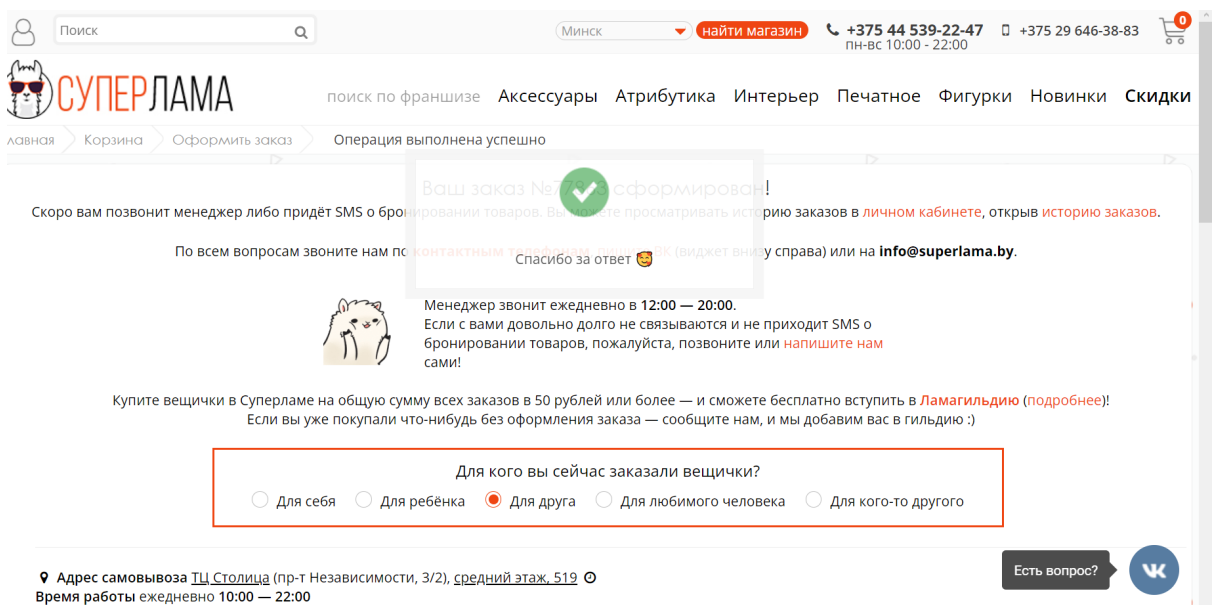 Поиск
Минск
найти магазин
+375 44 539-22-47
пн-вс 10:00 - 22:00
+375 29 646-38-83
0
СУПЕРЛАМА
поиск по франшизе Аксессуары Атрибутика Интерьер Печатное Фигурки Новинки Скидки
лавная Корзина Оформить заказ Операция выполнена успешно
Ваш заказ сформирован!
Скоро вам позвонит менеджер либо придёт SMS о бронировании товаров. Вы можете просматривать историю заказов в личном кабинете, открыв историю заказов.
По всем вопросам звоните нам по контактным телефонам, пишите ВК (виджет внизу справа) или на info@superlama.by.
Спасибо за ответ 🥰
Менеджер звонит ежедневно в 12:00 — 20:00.
Если с вами довольно долго не связываются и не приходит SMS о
бронировании товаров, пожалуйста, позвоните или напишите нам
сами!
Купите вещички в Суперламе на общую сумму всех заказов в 50 рублей или более — и сможете бесплатно вступить в Ламагильдию (подробнее)!
Если вы уже покупали что-нибудь без оформления заказа — сообщите нам, и мы добавим вас в гильдию :)
Для кого вы сейчас заказали вещички?
Для себя Для ребёнка Для друга Для любимого человека Для кого-то другого
Есть вопрос?
Адрес самовывоза ТЦ Столица (пр-т Независимости, 3/2), средний этаж, 519
Время работы ежедневно 10:00 — 22:00